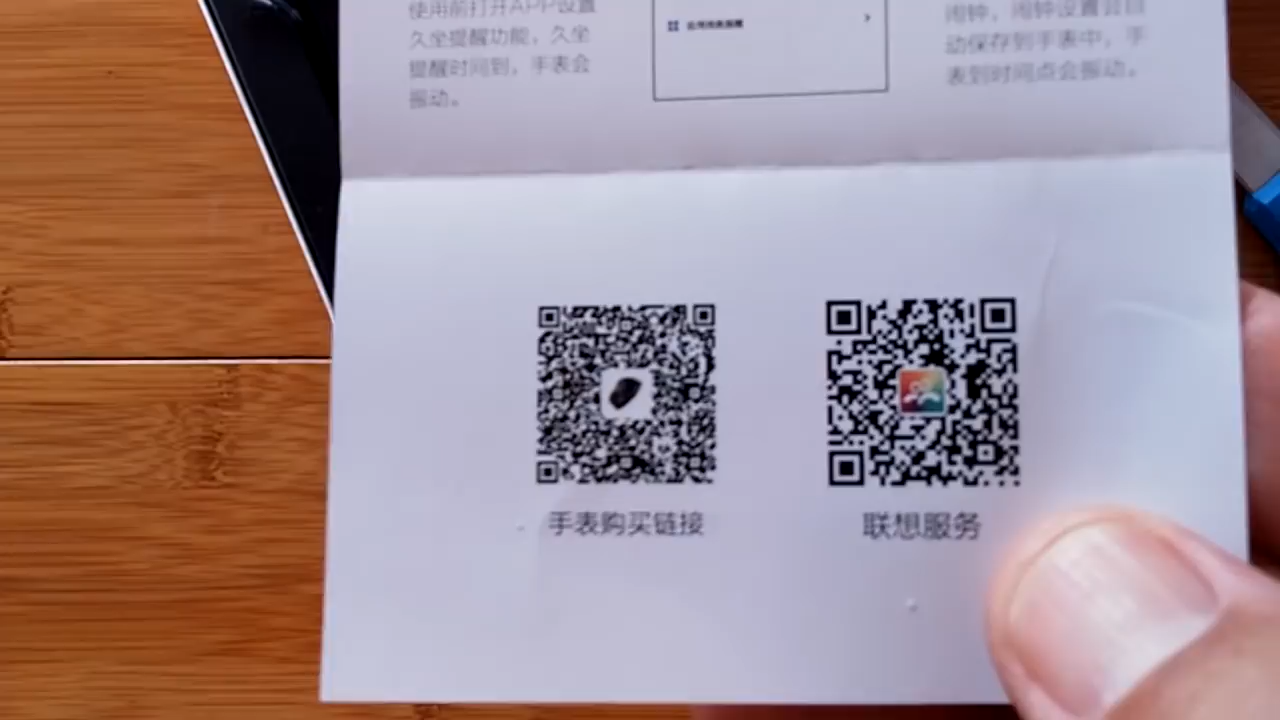 使用前打开APP设置
久坐提醒功能，久坐
提醒时间到，手表会
振动。
闹钟，闹钟设置会自
动保存到手表中，手
表到时间点会振动。
手表购买链接
联想服务